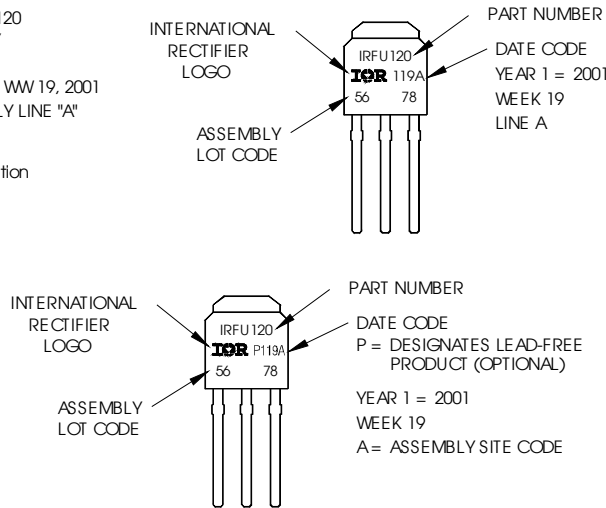 120
WW 19, 2001
LY LINE "A"
tion
INTERNATIONAL
RECTIFIER
LOGO
ASSEMBLY
LOT CODE
IRFU120
IOR 119A
56 78
PART NUMBER
DATE CODE
YEAR 1 = 2001
WEEK 19
LINE A
INTERNATIONAL
RECTIFIER
LOGO
ASSEMBLY
LOT CODE
IRFU120
IOR P119A
56 78
PART NUMBER
DATE CODE
P = DESIGNATES LEAD-FREE
PRODUCT (OPTIONAL)
YEAR 1 = 2001
WEEK 19
A = ASSEMBLY SITE CODE